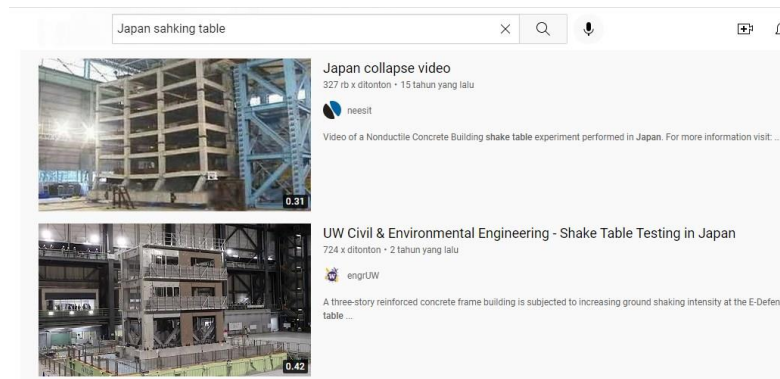 Japan sahking table
Japan collapse video
327 rb x ditonton • 15 tahun yang lalu
neesit
Video of a Nonductile Concrete Building shake table experiment performed in Japan. For more information visit: ...
0.31
UW Civil & Environmental Engineering - Shake Table Testing in Japan
724 x ditonton • 2 tahun yang lalu
engrUW
A three-story reinforced concrete frame building is subjected to increasing ground shaking intensity at the E-Defen
table ...
0.42